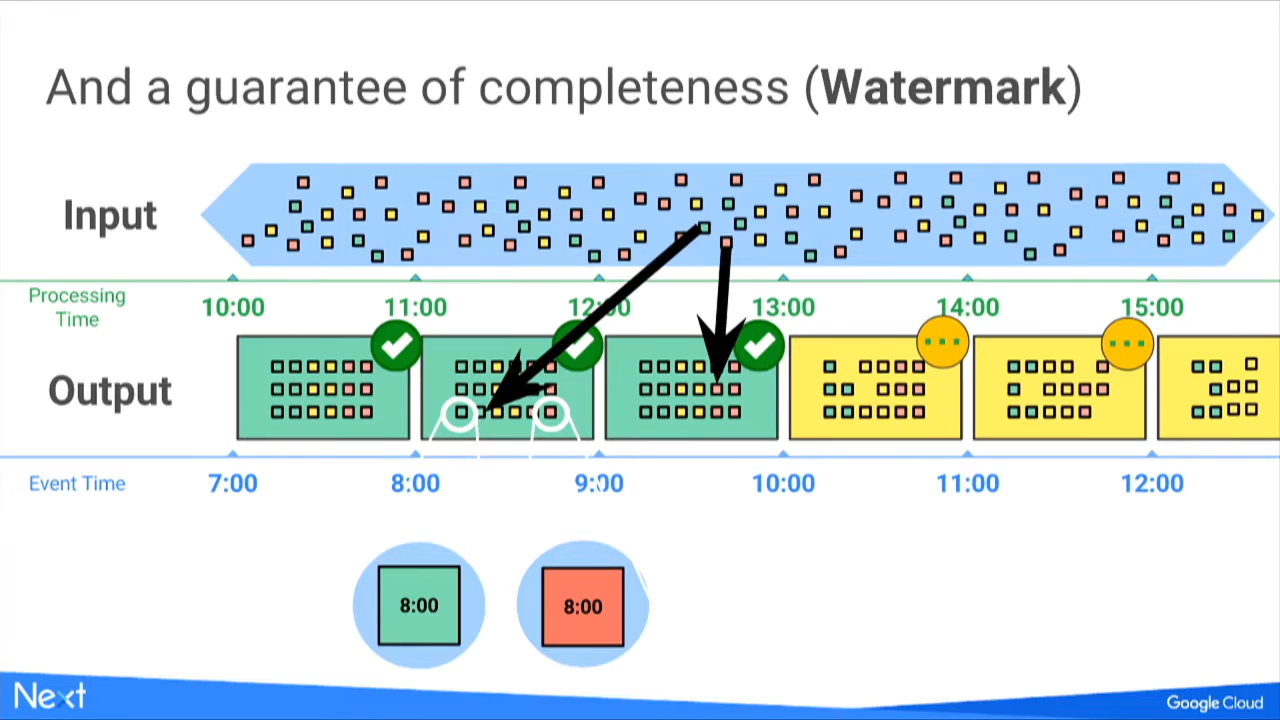 And a guarantee of completeness (Watermark)
Input
Processing
Time
10:00 11:00 12:00 13:00 14:00 15:00
Output
Event Time
7:00 8:00 9:00 10:00 11:00 12:00
8:00 8:00
Next
Google Cloud